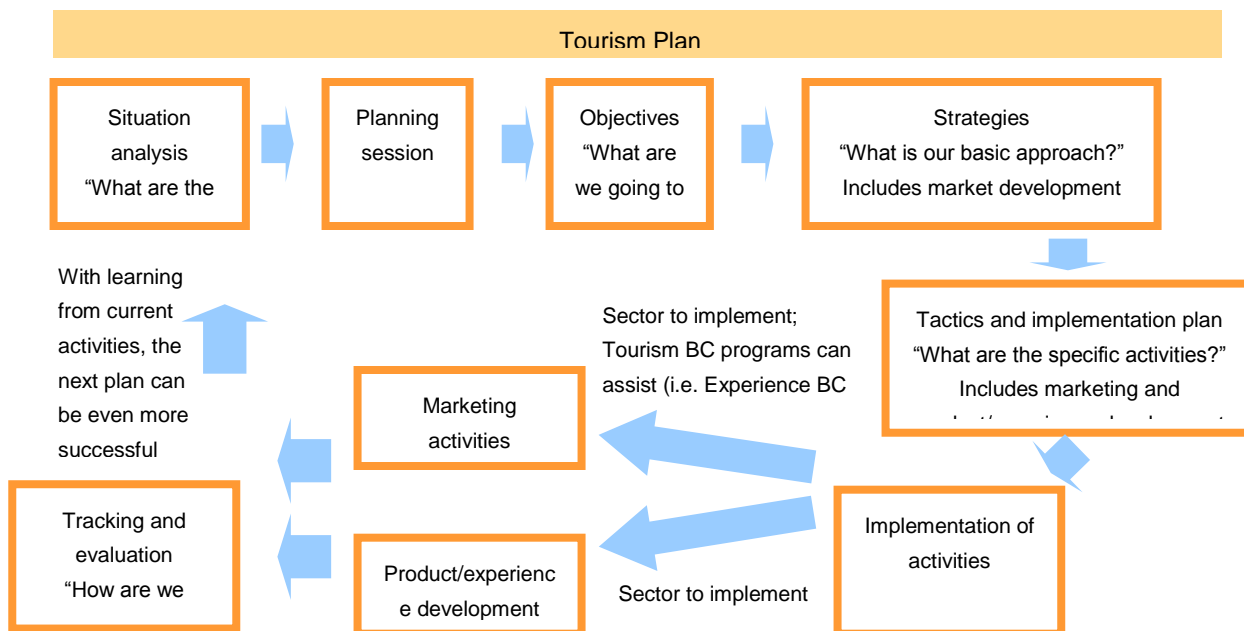 Tourism Plan
Situation
analysis
“What are the
Planning
session
Objectives
“What are
we going to
Strategies
“What is our basic approach?”
Includes market development
Tactics and implementation plan
“What are the specific activities?”
Includes marketing and
Implementation of
activities
Sector to implement;
Tourism BC programs can
assist (i.e. Experience BC
Marketing
activities
Product/experienc
e development
Sector to implement
Tracking and
evaluation
“How are we
With learning
from current
activities, the
next plan can
be even more
successful